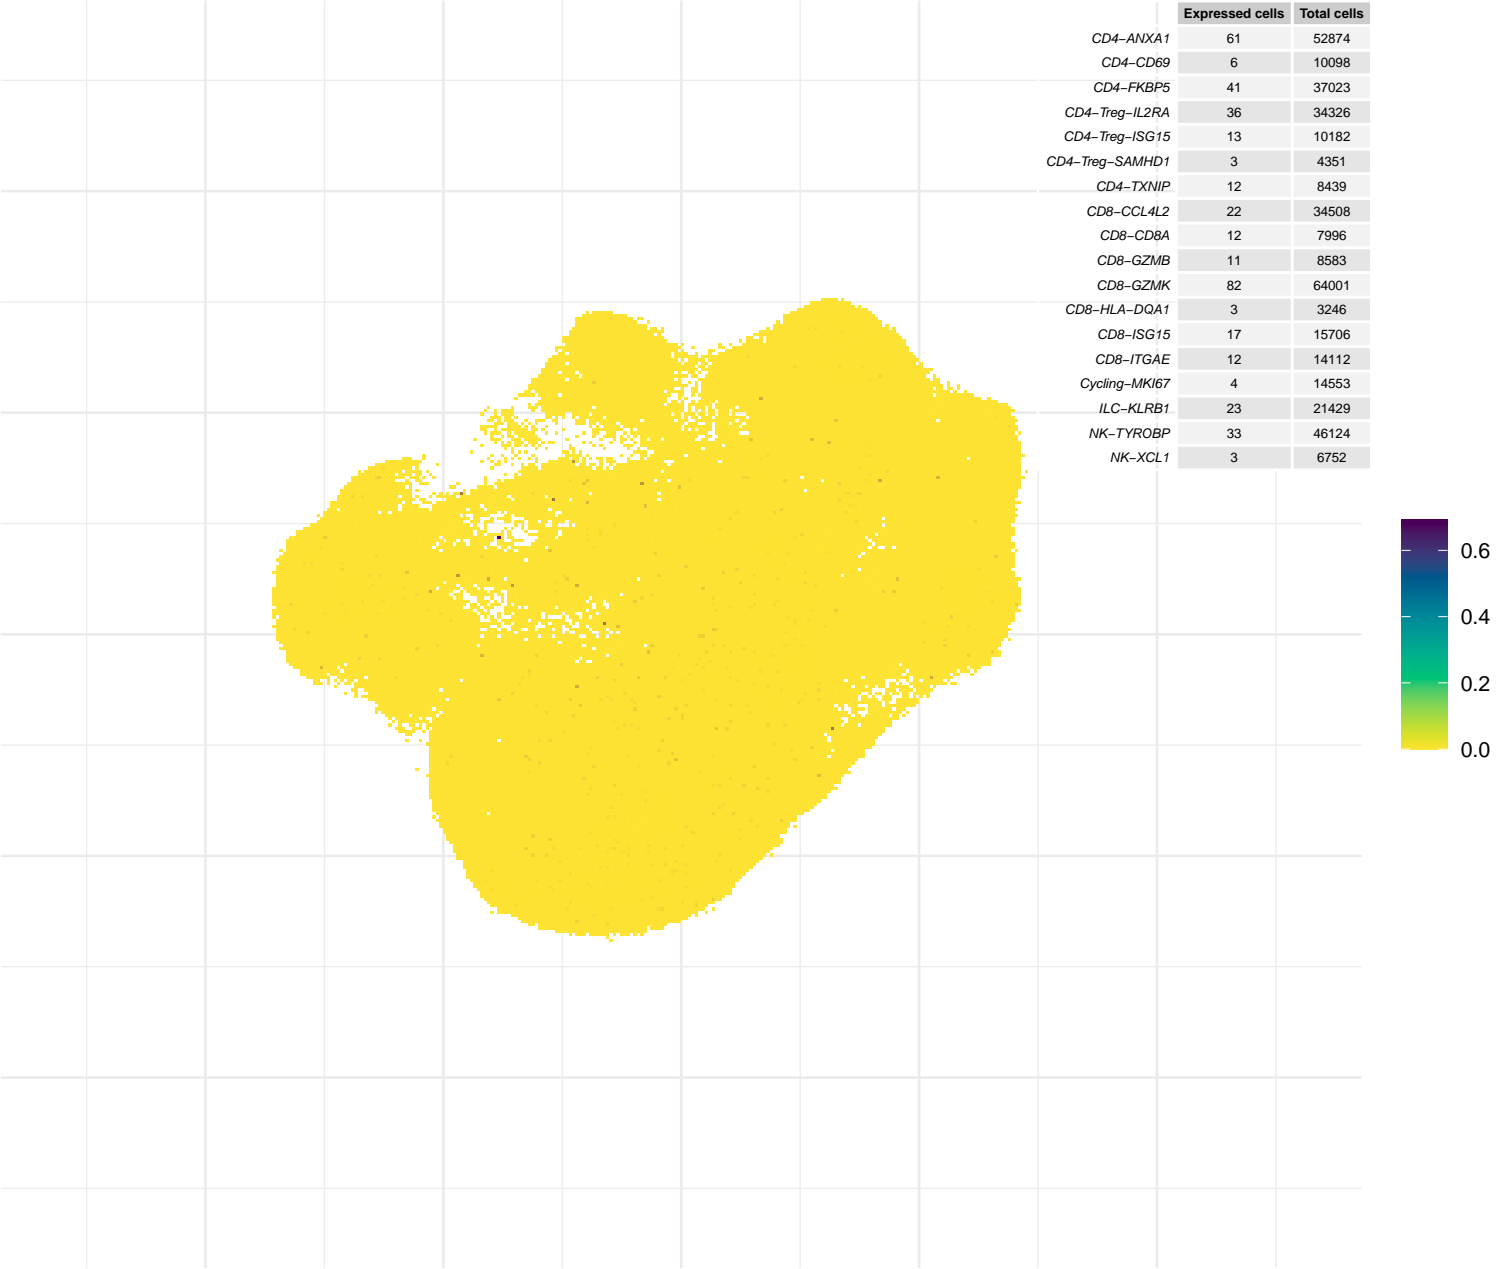 Expressed cells Total cells
CD4−ANXA1 61 52874
CD4−CD69 6 10098
CD4−FKBP5 41 37023
CD4−Treg−IL2RA 36 34326
CD4−Treg−ISG15 13 10182
CD4−Treg−SAMHD1 3 4351
CD4−TXNIP 12 8439
CD8−CCL4L2 22 34508
CD8−CD8A 12 7996
CD8−GZMB 11 8583
CD8−GZMK 82 64001
CD8−HLA−DQA1 3 3246
CD8−ISG15 17 15706
CD8−ITGAE 12 14112
Cycling−MKI67 4 14553
ILC−KLRB1 23 21429
NK−TYROBP 33 46124
NK−XCL1 3 6752
0.6
0.4
0.2
0.0